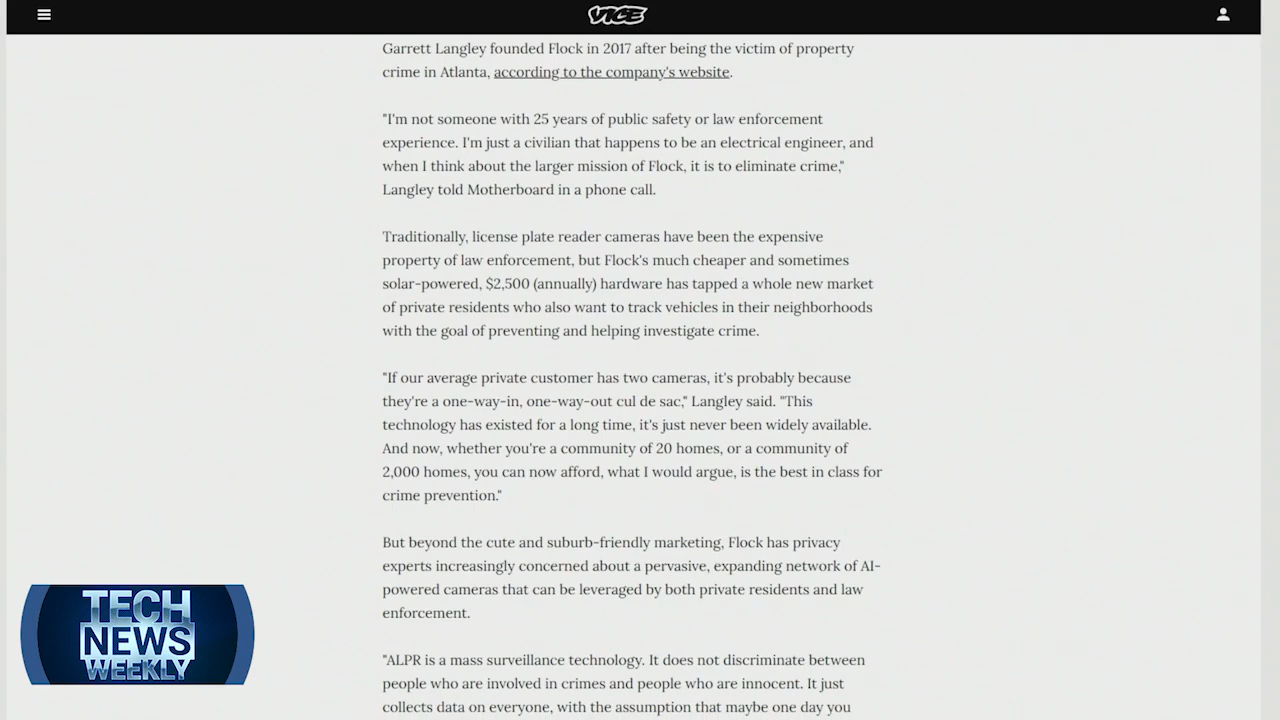 VICE
Garrett Langley founded Flock in 2017 after being the victim of property
crime in Atlanta, according to the company's website.
"I'm not someone with 25 years of public safety or law enforcement
experience. I'm just a civilian that happens to be an electrical engineer, and
when I think about the larger mission of Flock, it is to eliminate crime,"
Langley told Motherboard in a phone call.
Traditionally, license plate reader cameras have been the expensive
property of law enforcement, but Flock's much cheaper and sometimes
solar-powered, $2,500 (annually) hardware has tapped a whole new market
of private residents who also want to track vehicles in their neighborhoods
with the goal of preventing and helping investigate crime.
"If our average private customer has two cameras, it's probably because
they're a one-way-in, one-way-out cul de sac," Langley said. "This
technology has existed for a long time, it's just never been widely available.
And now, whether you're a community of 20 homes, or a community of
2,000 homes, you can now afford, what I would argue, is the best in class for
crime prevention."
But beyond the cute and suburb-friendly marketing, Flock has privacy
experts increasingly concerned about a pervasive, expanding network of AI-
powered cameras that can be leveraged by both private residents and law
enforcement.
"ALPR is a mass surveillance technology. It does not discriminate between
people who are involved in crimes and people who are innocent. It just
collects data on everyone, with the assumption that maybe one day you
TECH
NEWS
WEEKLY